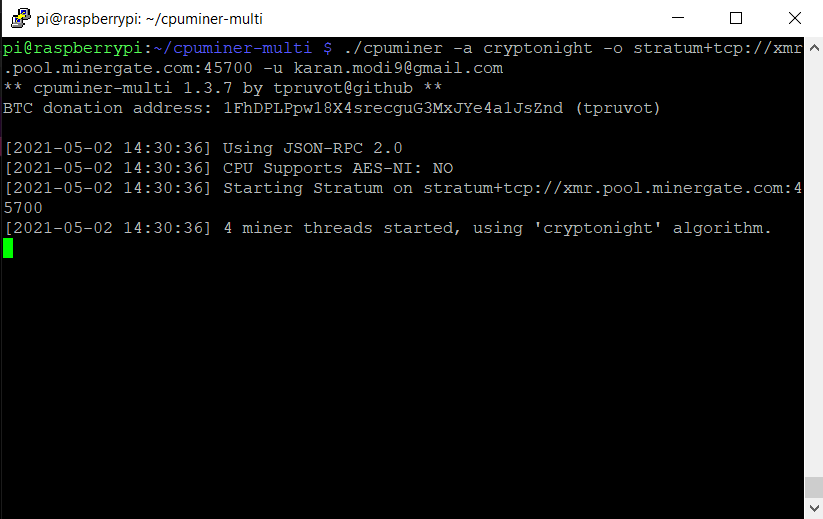 pi@raspberrypi: ~/cpuminer-multi
pi@raspberrypi:~/cpuminer-multi $ ./cpuminer -a cryptonight -o stratum+tcp://xmr
.pool.minergate.com:45700 -u karan.modi9@gmail.com
** cpuminer-multi 1.3.7 by tpruvot@github **
BTC donation address: 1FhDPLPpw18X4srecguG3MxJYe4a1JsZnd (tpruvot)
[2021-05-02 14:30:36] Using JSON-RPC 2.0
[2021-05-02 14:30:36] CPU Supports AES-NI: NO
[2021-05-02 14:30:36] Starting Stratum on stratum+tcp://xmr.pool.minergate.com:4
5700
[2021-05-02 14:30:36] 4 miner threads started, using 'cryptonight' algorithm.